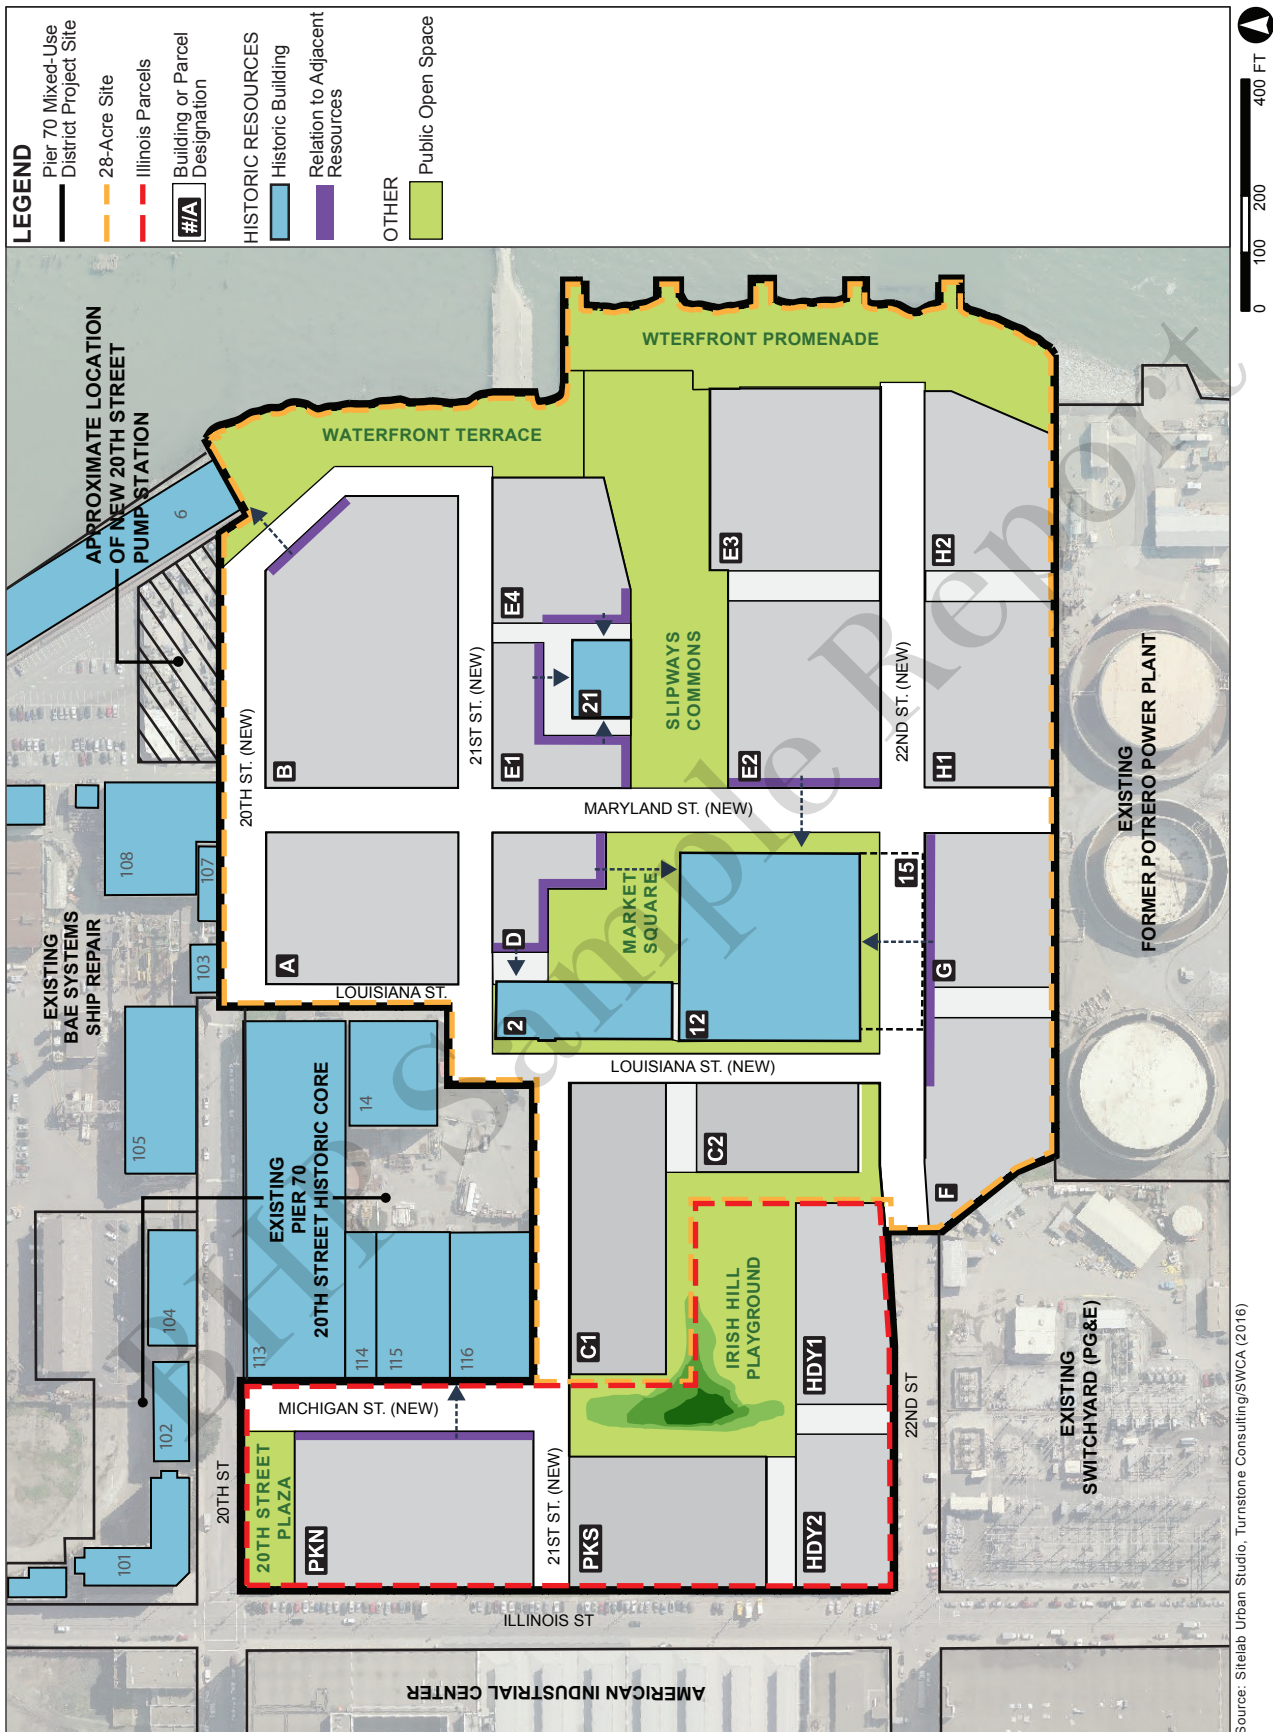 LEGEND
Pier 70 Mixed-Use
District Project Site
28-Acre Site
Illinois Parcels
#/A
Building or Parcel
Designation
HISTORIC RESOURCES
Historic Building
Relation to Adjacent
Resources
OTHER
Public Open Space
0 100 200 400 FT
APPROXIMATE LOCATION
OF NEW 20TH STREET
PUMP STATION
6
EXISTING
BAE SYSTEMS
SHIP REPAIR
108
107
103
105
104
102
101
EXISTING
PIER 70
20TH STREET HISTORIC CORE
113
114
115
116
14
20TH ST
20TH ST. (NEW)
LOUISIANA ST.
MICHIGAN ST. (NEW)
20TH STREET
PLAZA
PKN
A
B
WATERFRONT TERRACE
WTERFRONT PROMENADE
21ST ST. (NEW)
21ST ST. (NEW)
E4
E1
21
E3
E2
SLIPWAYS
COMMONS
MARYLAND ST. (NEW)
D
MARKET
SQUARE
2
12
15
LOUISIANA ST. (NEW)
C1
C2
IRISH HILL
PLAYGROUND
PKS
HDY1
HDY2
22ND ST. (NEW)
22ND ST
H2
H1
G
F
ILLINOIS ST
AMERICAN INDUSTRIAL CENTER
EXISTING
FORMER POTRERO POWER PLANT
EXISTING
SWITCHYARD (PG&E)
BHP Sample Report
Source: Sitelab Urban Studio, Turnstone Consulting/SWCA (2016)